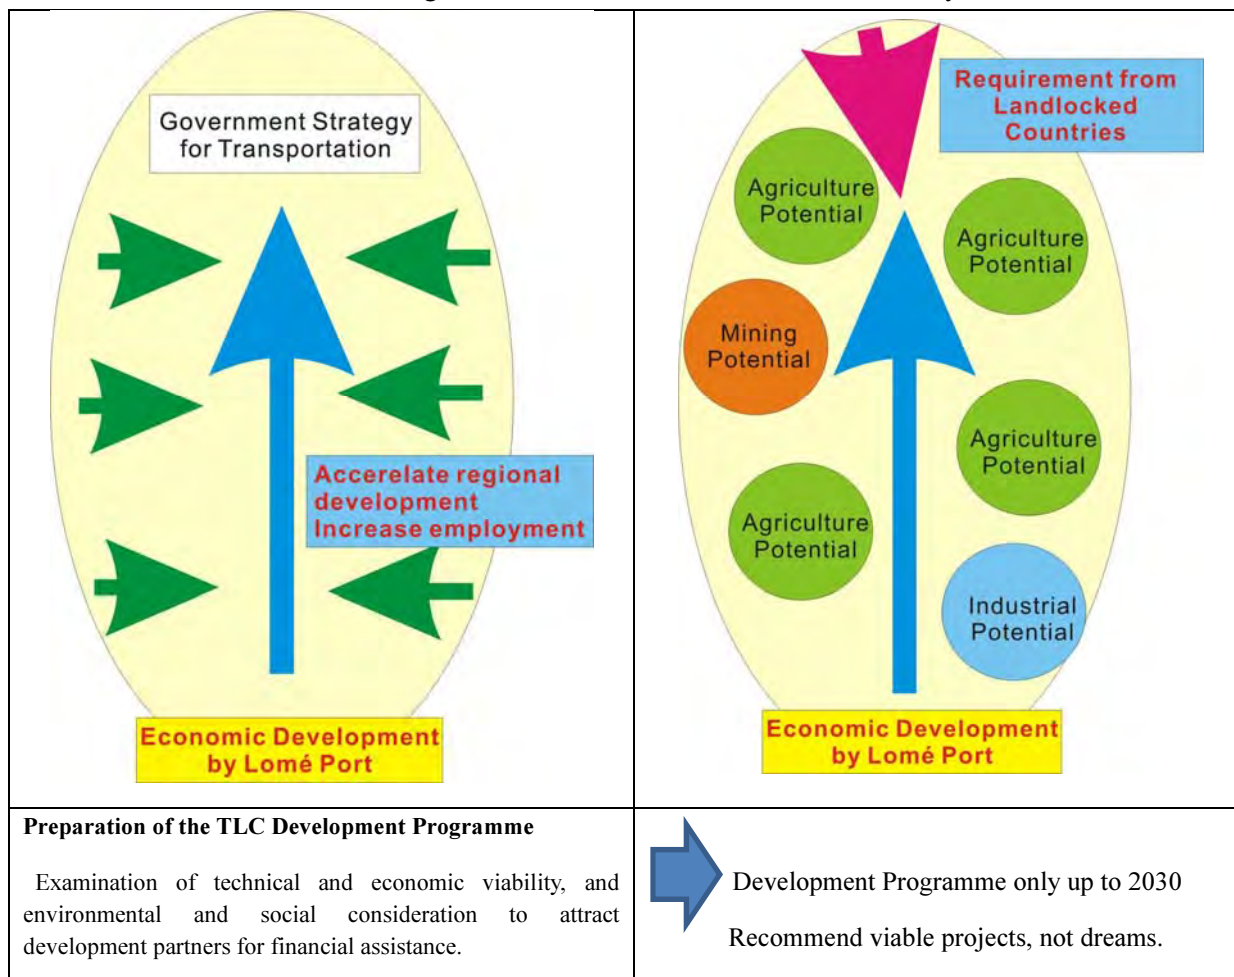 Government Strategy
for Transportation
Accerelate regional
development
Increase employment
Economic Development
by Lomé Port
Requirement from
Landlocked
Countries
Agriculture
Potential
Agriculture
Potential
Mining
Potential
Agriculture
Potential
Agriculture
Potential
Industrial
Potential
Economic Development
by Lomé Port
Preparation of the TLC Development Programme
Examination of technical and economic viability, and
environmental and social consideration to attract
development partners for financial assistance.
Development Programme only up to 2030
Recommend viable projects, not dreams.